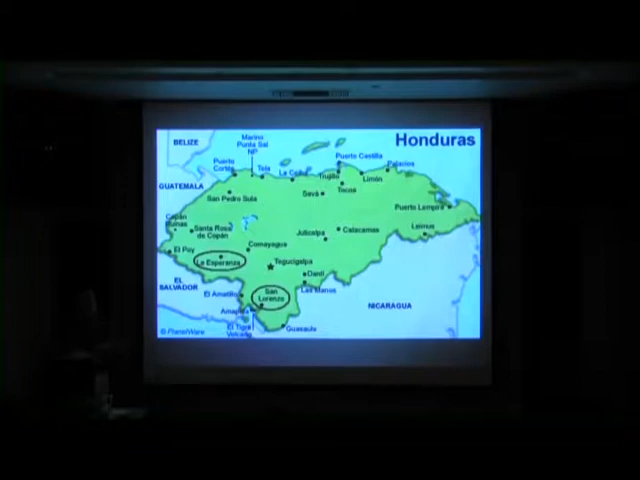 Honduras
BELIZE
Marino
Punta Sal
NP
Puerto
Cortés
Tela
La Ceiba
Puerto Castilla
Trujillo
Limón
Palacios
Tocoa
Savá
GUATEMALA
San Pedro Sula
Puerto Lempira
Copán
Ruinas
Santa Rosa
de Copán
Juticalpa
Catacamas
Leimus
El Poy
Comayagua
La Esperanza
Tegucigalpa
Danlí
EL
SALVADOR
Las Manos
El Amatillo
San
Lorenzo
NICARAGUA
Amapala
El Tigre
Guasaule
© PlanetWare